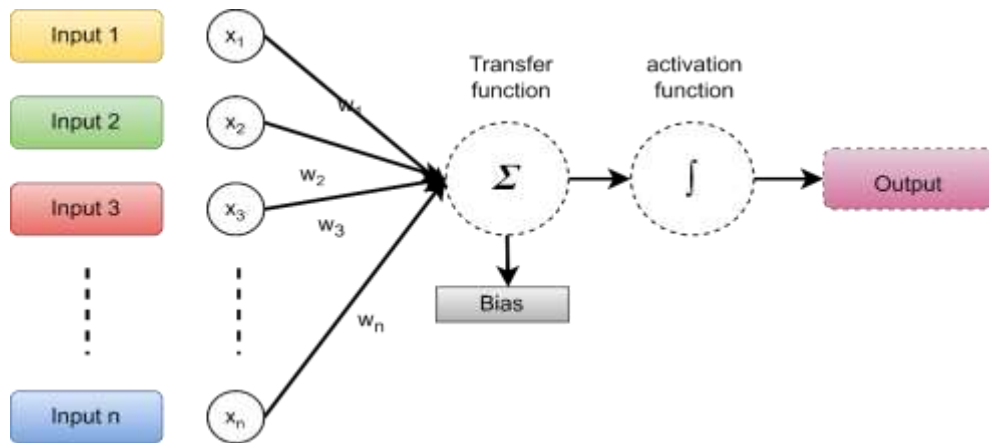 Input 1
x₁
Transfer
function
activation
function
w₁
Input 2
x₂
w₂
Σ
∫
Output
Input 3
x₃
w₃
Bias
wₙ
Input n
xₙ